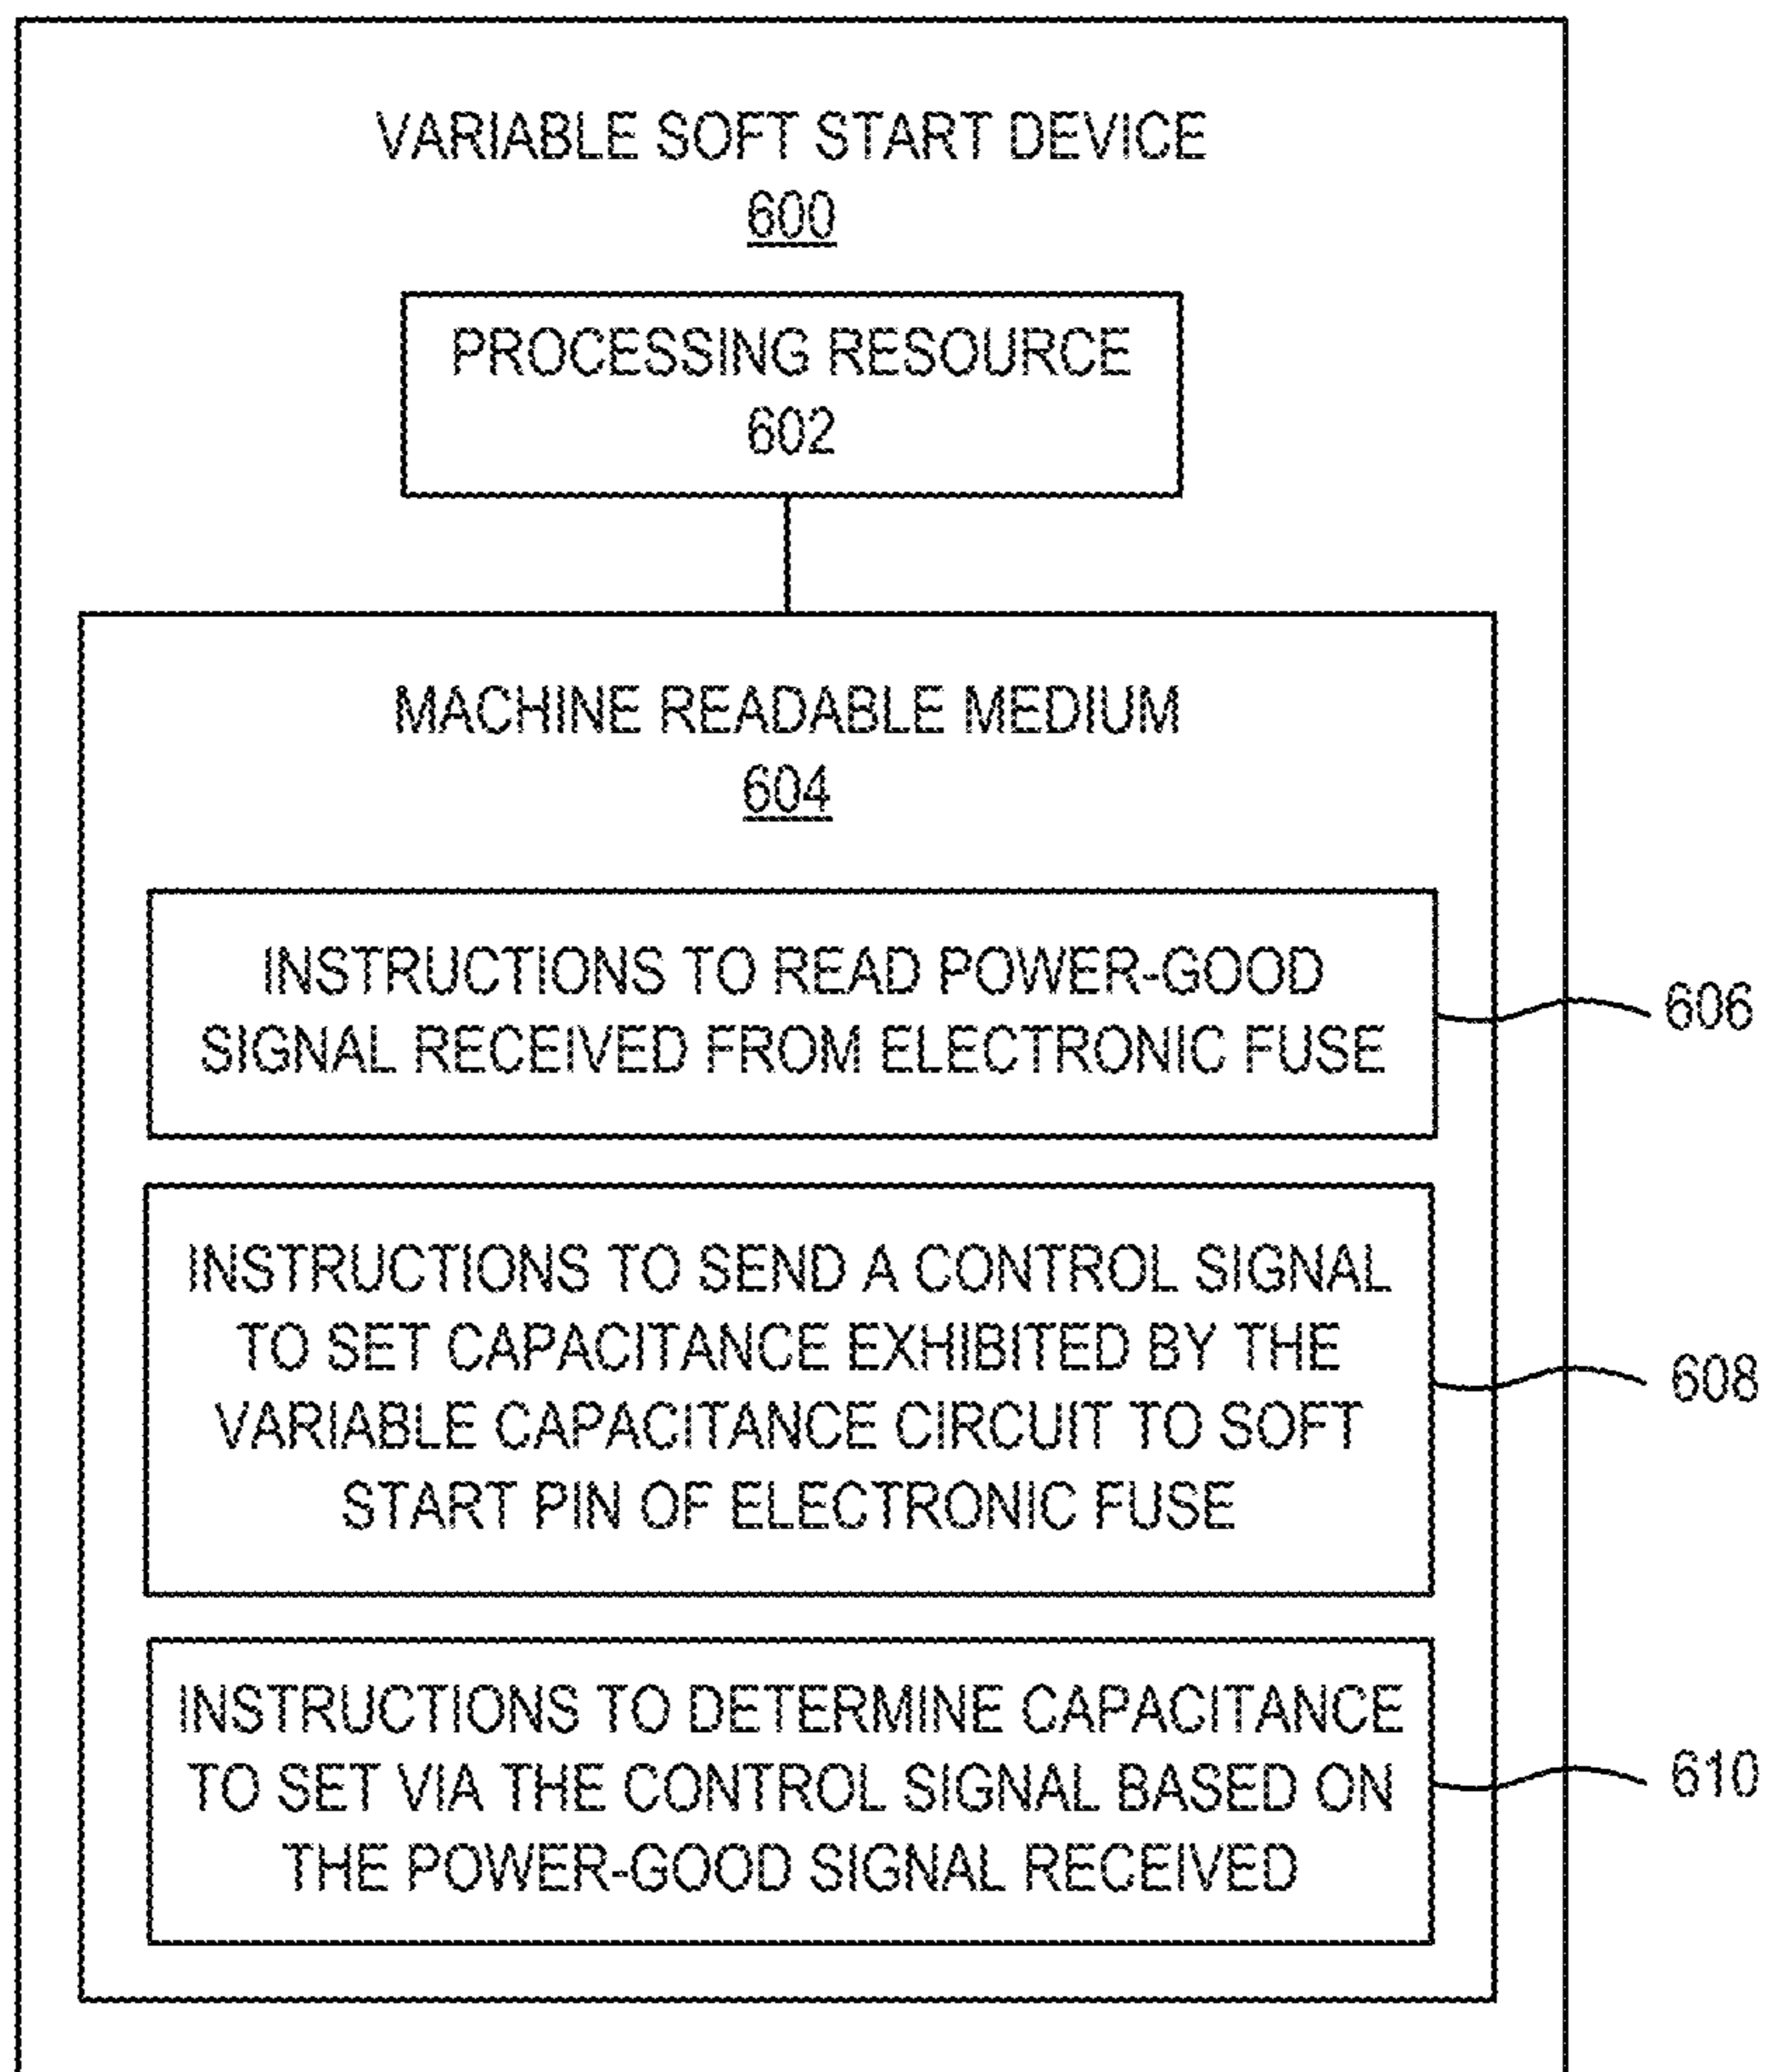 VARIABLE SOFT START DEVICE
600
PROCESSING RESOURCE
602
MACHINE READABLE MEDIUM
604
INSTRUCTIONS TO READ POWER-GOOD
SIGNAL RECEIVED FROM ELECTRONIC FUSE
606
INSTRUCTIONS TO SEND A CONTROL SIGNAL
TO SET CAPACITANCE EXHIBITED BY THE
VARIABLE CAPACITANCE CIRCUIT TO SOFT
START PIN OF ELECTRONIC FUSE
608
INSTRUCTIONS TO DETERMINE CAPACITANCE
TO SET VIA THE CONTROL SIGNAL BASED ON
THE POWER-GOOD SIGNAL RECEIVED
610